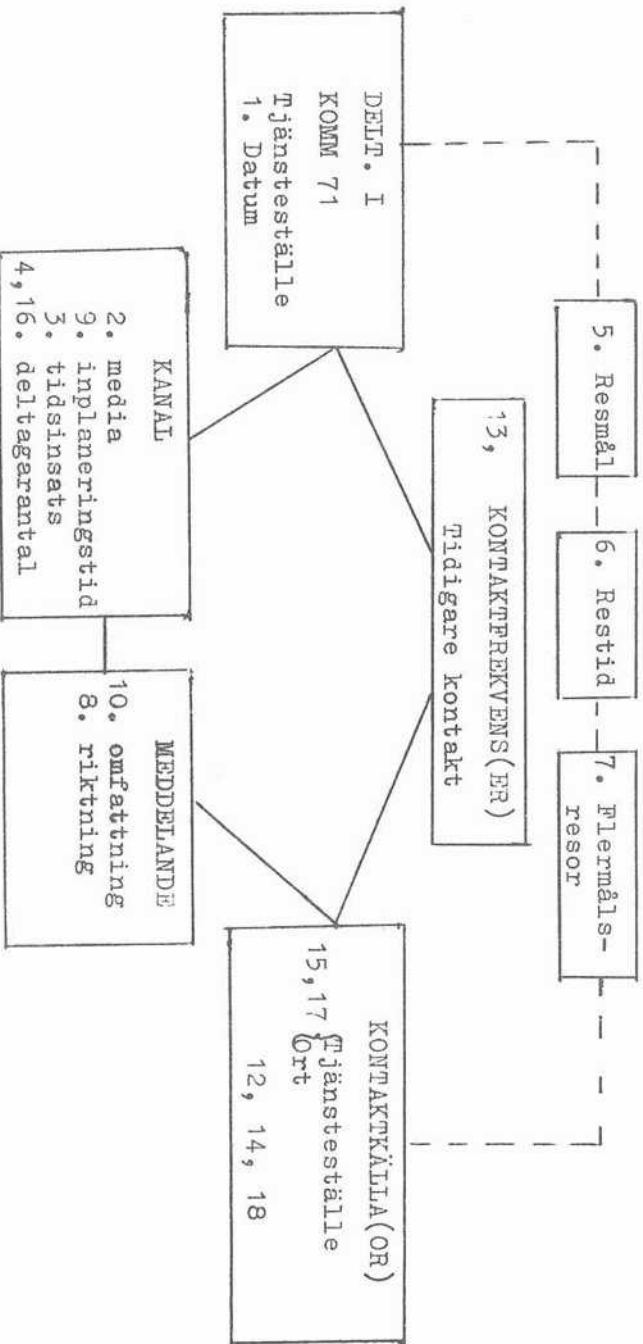 5. Resmål
6. Restid
7. Flermåls-
resor
13, KONTAKTFREKVENS(ER)
Tidigare kontakt
DELT. I
KOMM 71
Tjänsteställe
1. Datum
KONTAKTKÄLLA(OR)
15,17 {Tjänsteställe
{Ort
12, 14, 18
KANAL
2. media
9. inplaneringstid
3. tidsinsats
4,16. deltagarantal
MEDDELANDE
10. omfattning
8. riktning